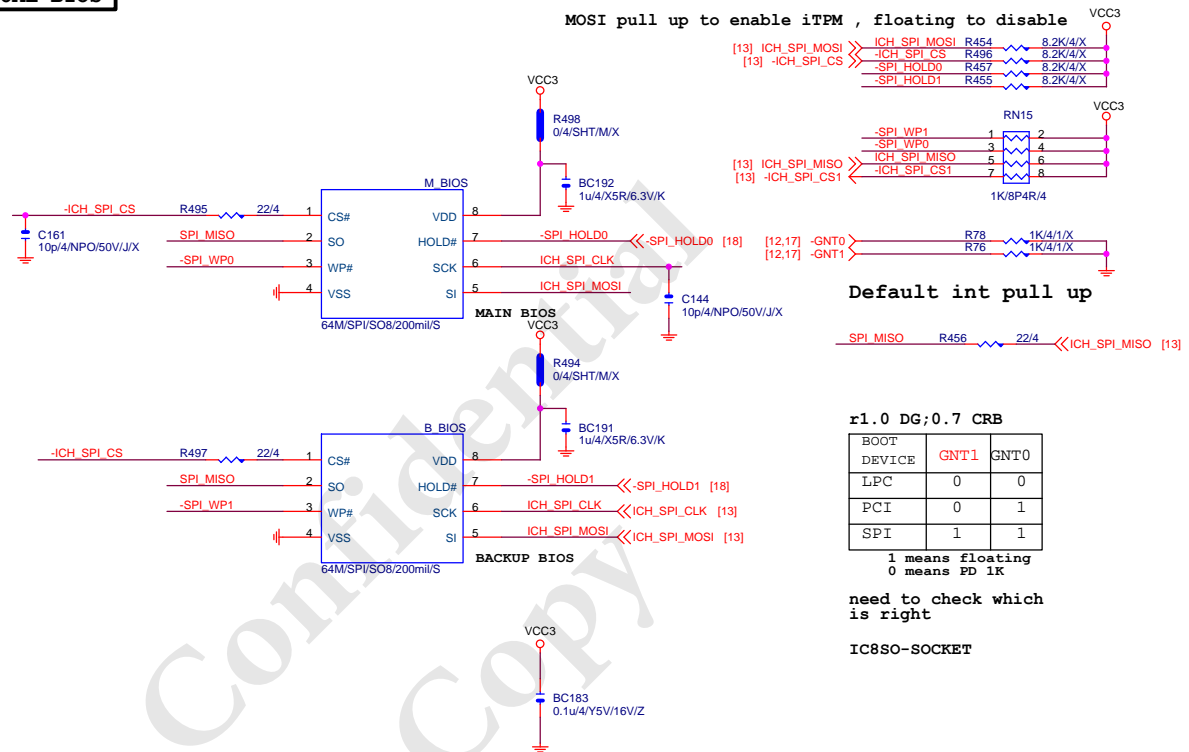 MOSI pull up to enable iTPM , floating to disable
VCC3
[13] ICH_SPI_MOSI ICH_SPI_MOSI R454 8.2K/4/X
[13] -ICH_SPI_CS -ICH_SPI_CS R496 8.2K/4/X
-SPI_HOLD0 R457 8.2K/4/X
-SPI_HOLD1 R455 8.2K/4/X
VCC3
R498
0/4/SHT/M/X
RN15
VCC3
-SPI_WP1 1 2
-SPI_WP0 3 4
[13] ICH_SPI_MISO ICH_SPI_MISO 5 6
[13] -ICH_SPI_CS1 -ICH_SPI_CS1 7 8
1K/8P4R/4
M_BIOS
BC192
1u/4/X5R/6.3V/K
-ICH_SPI_CS R495 22/4 1 CS# VDD 8
C161
10p/4/NPO/50V/J/X
SPI_MISO 2 SO HOLD# 7 -SPI_HOLD0 -SPI_HOLD0 [18]
-SPI_WP0 3 WP# SCK 6 ICH_SPI_CLK
4 VSS SI 5 ICH_SPI_MOSI
C144
10p/4/NPO/50V/J/X
64M/SPI/SO8/200mil/S
MAIN BIOS
[12,17] -GNT0 R78 1K/4/1/X
[12,17] -GNT1 R76 1K/4/1/X
Default int pull up
SPI_MISO R456 22/4 ICH_SPI_MISO [13]
VCC3
R494
0/4/SHT/M/X
B_BIOS
BC191
1u/4/X5R/6.3V/K
-ICH_SPI_CS R497 22/4 1 CS# VDD 8
SPI_MISO 2 SO HOLD# 7 -SPI_HOLD1 -SPI_HOLD1 [18]
-SPI_WP1 3 WP# SCK 6 ICH_SPI_CLK ICH_SPI_CLK [13]
4 VSS SI 5 ICH_SPI_MOSI ICH_SPI_MOSI [13]
64M/SPI/SO8/200mil/S
BACKUP BIOS
r1.0 DG;0.7 CRB
BOOT DEVICE GNT1 GNT0
LPC 0 0
PCI 0 1
SPI 1 1
1 means floating
0 means PD 1K
need to check which
is right
IC8SO-SOCKET
VCC3
BC183
0.1u/4/Y5V/16V/Z
Confidential
Copy